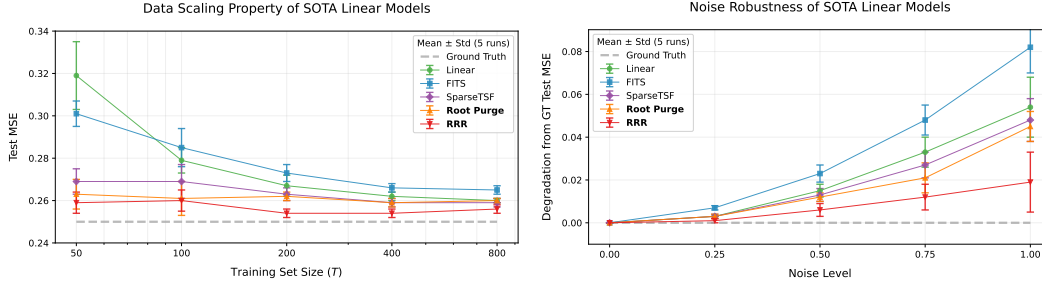 Data Scaling Property of SOTA Linear Models
Test MSE
0.34
0.32
0.30
0.28
0.26
0.24
50
100
200
400
800
Training Set Size (T)
Mean ± Std (5 runs)
Ground Truth
Linear
FITS
SparseTSF
Root Purge
RRR
Noise Robustness of SOTA Linear Models
Degradation from GT Test MSE
0.08
0.06
0.04
0.02
0.00
0.00
0.25
0.50
0.75
1.00
Noise Level
Mean ± Std (5 runs)
Ground Truth
Linear
FITS
SparseTSF
Root Purge
RRR